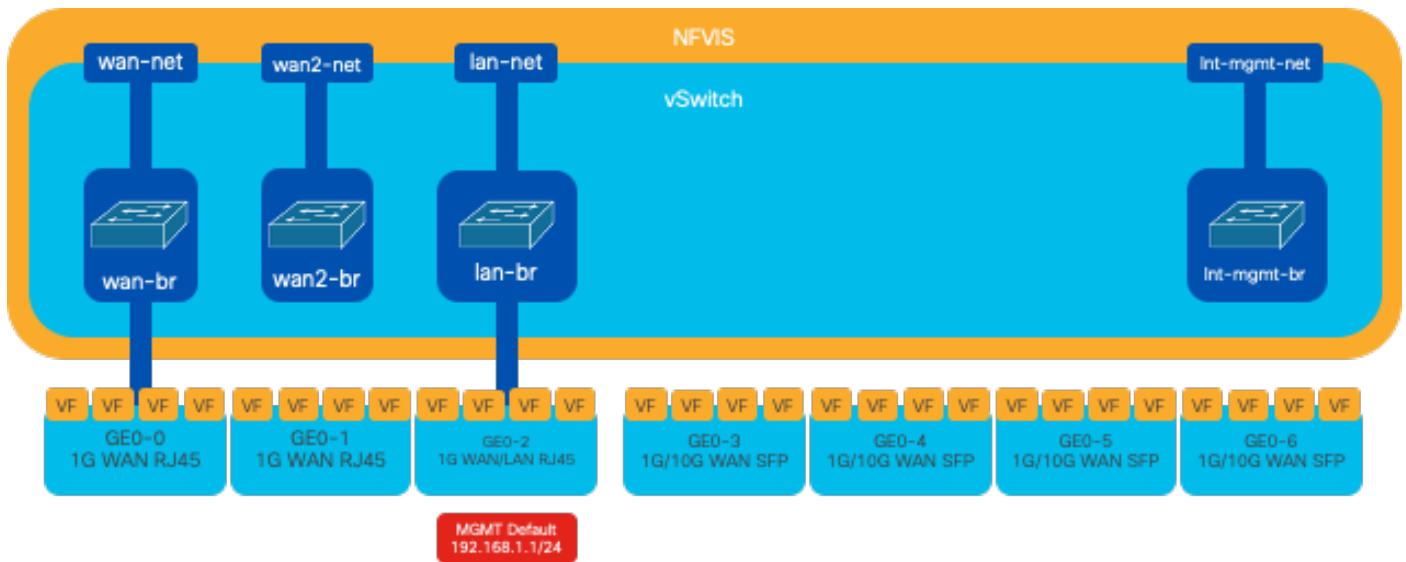 NFVIS
wan-net
wan2-net
lan-net
Int-mgmt-net
vSwitch
wan-br
wan2-br
lan-br
Int-mgmt-br
VF VF VF VF VF VF VF VF VF VF VF VF VF VF VF VF VF VF VF VF VF VF VF VF VF VF VF VF
GE0-0
1G WAN RJ45
GE0-1
1G WAN RJ45
GE0-2
1G WAN/LAN RJ45
GE0-3
1G/10G WAN SFP
GE0-4
1G/10G WAN SFP
GE0-5
1G/10G WAN SFP
GE0-6
1G/10G WAN SFP
MGMT Default
192.168.1.1/24